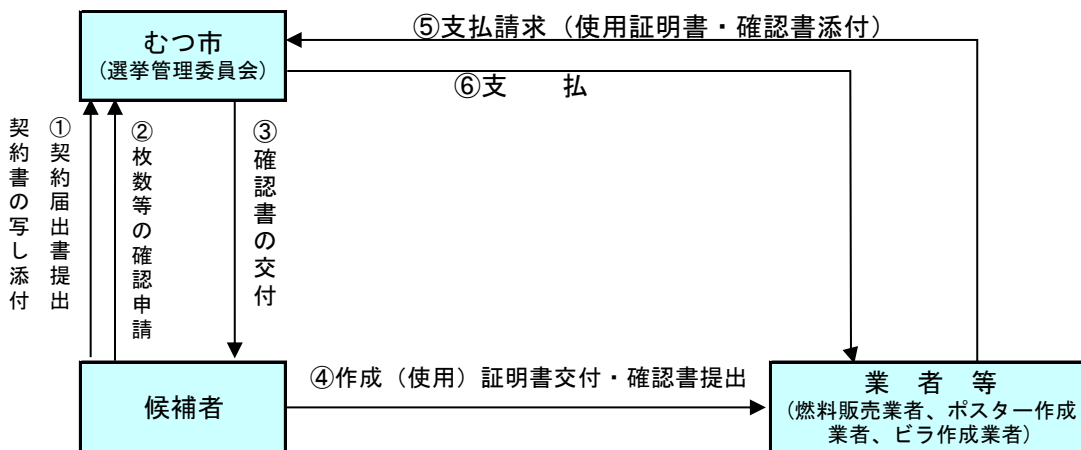 ⑤支払請求（使用証明書・確認書添付）
むつ市
（選挙管理委員会）
⑥支　　払
①契約届出書提出
契約書の写し添付
②枚数等の確認申請
③確認書の交付
④作成（使用）証明書交付・確認書提出
候補者
業　者　等
（燃料販売業者、ポスター作成
業者、ビラ作成業者）